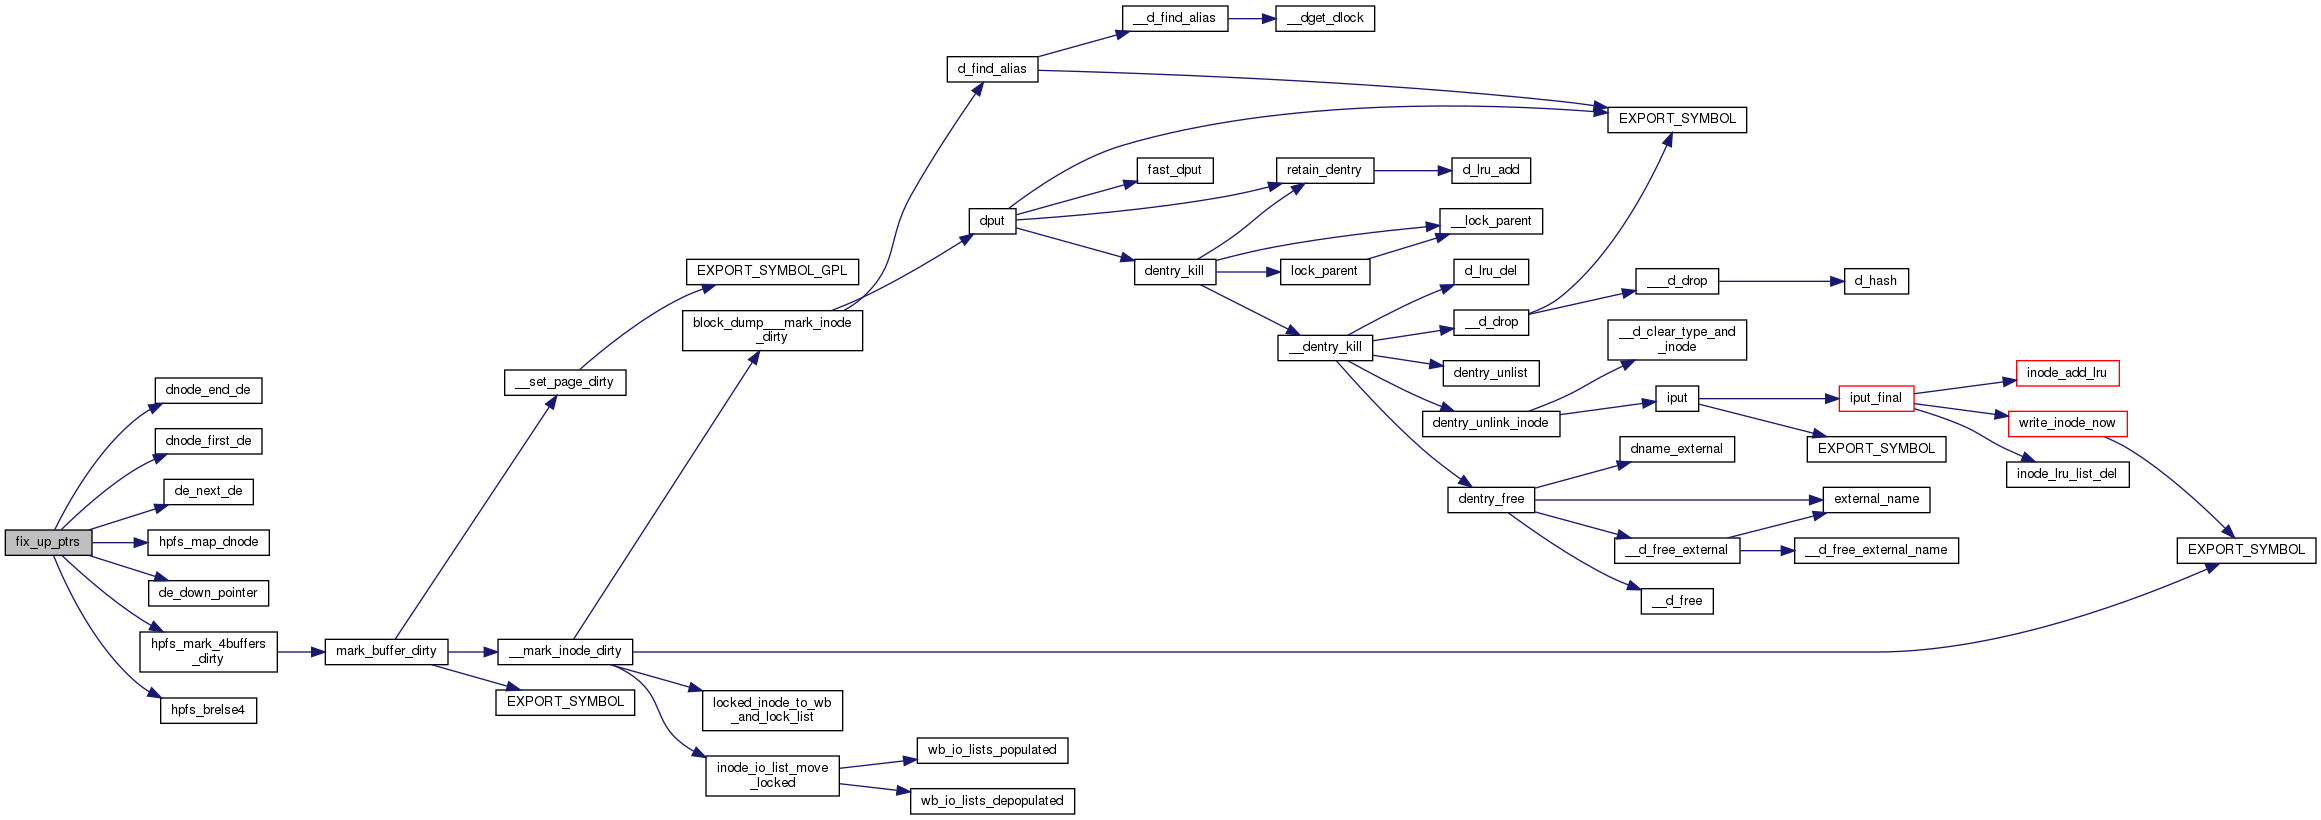 __d_find_alias
__dget_dlock
d_find_alias
EXPORT_SYMBOL
fast_dput
retain_dentry
d_lru_add
dput
__lock_parent
EXPORT_SYMBOL_GPL
dentry_kill
lock_parent
d_lru_del
___d_drop
d_hash
block_dump___mark_inode
_dirty
__d_drop
__d_clear_type_and
_inode
__dentry_kill
dentry_unlist
inode_add_lru
__set_page_dirty
dnode_end_de
iput
iput_final
dentry_unlink_inode
write_inode_now
dnode_first_de
dname_external
EXPORT_SYMBOL
inode_lru_list_del
de_next_de
dentry_free
external_name
fix_up_ptrs
hpfs_map_dnode
__d_free_external
__d_free_external_name
EXPORT_SYMBOL
de_down_pointer
__d_free
hpfs_mark_4buffers
_dirty
mark_buffer_dirty
__mark_inode_dirty
hpfs_brelse4
EXPORT_SYMBOL
locked_inode_to_wb
_and_lock_list
wb_io_lists_populated
inode_io_list_move
_locked
wb_io_lists_depopulated